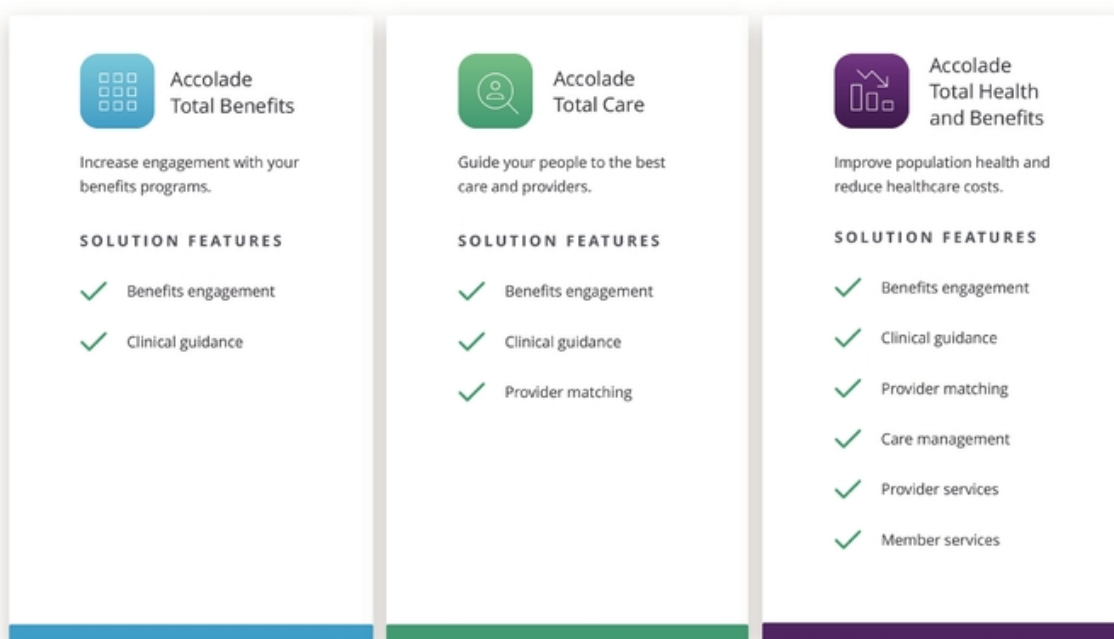 Accolade
Total Benefits
Increase engagement with your
benefits programs.
SOLUTION FEATURES
Benefits engagement
Clinical guidance
Accolade
Total Care
Guide your people to the best
care and providers.
SOLUTION FEATURES
Benefits engagement
Clinical guidance
Provider matching
Accolade
Total Health
and Benefits
Improve population health and
reduce healthcare costs.
SOLUTION FEATURES
Benefits engagement
Clinical guidance
Provider matching
Care management
Provider services
Member services